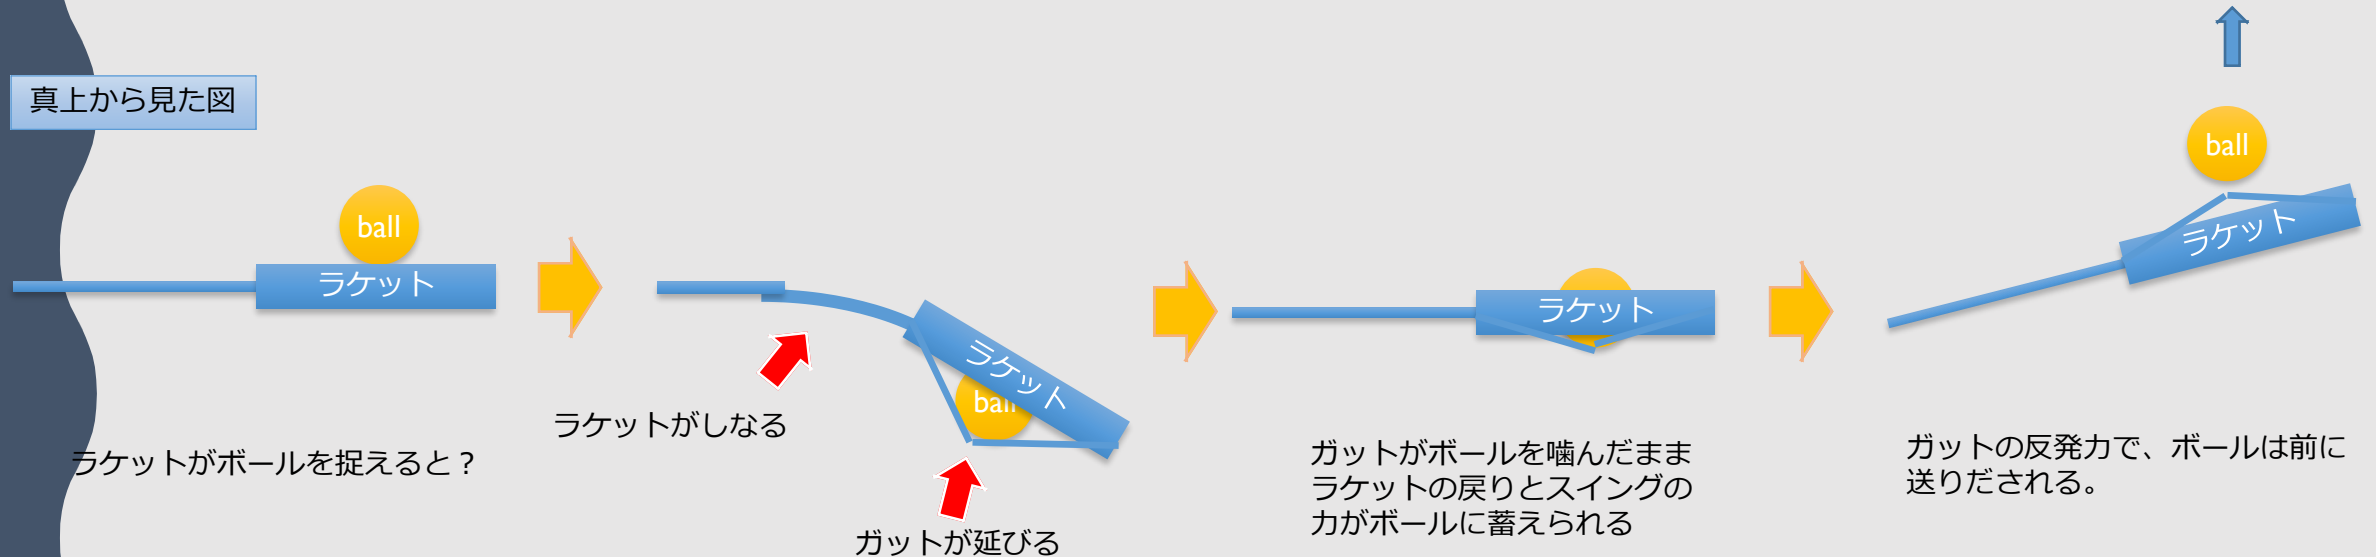 真上から見た図
ball
ラケット
ラケットがボールを捉えると？
ラケット
ball
ラケットがしなる
ガットが延びる
ラケット
ガットがボールを噛んだまま
ラケットの戻りとスイングの
力がボールに蓄えられる
ball
ラケット
ガットの反発力で、ボールは前に
送りだされる。